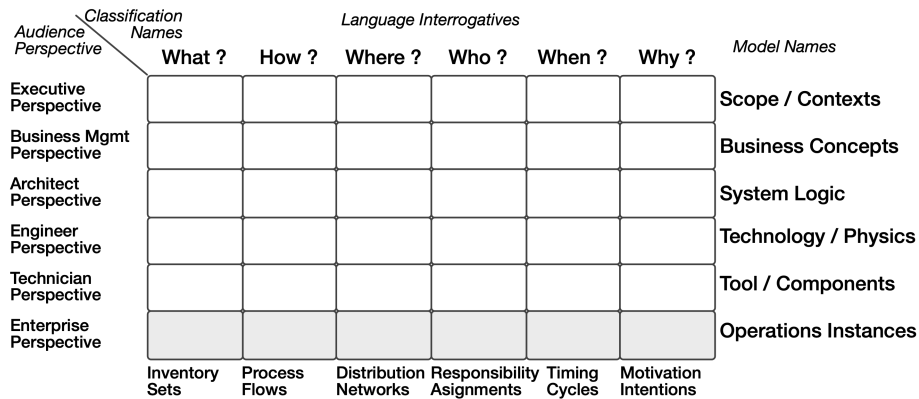 Classification
Names
Language Interrogatives
Audience
Perspective
Model Names
What ? How ? Where ? Who ? When ? Why ?
Executive
Perspective
Scope / Contexts
Business Mgmt
Perspective
Business Concepts
Architect
Perspective
System Logic
Engineer
Perspective
Technology / Physics
Technician
Perspective
Tool / Components
Enterprise
Perspective
Operations Instances
Inventory
Sets
Process
Flows
Distribution
Networks
Responsibility
Asignments
Timing
Cycles
Motivation
Intentions